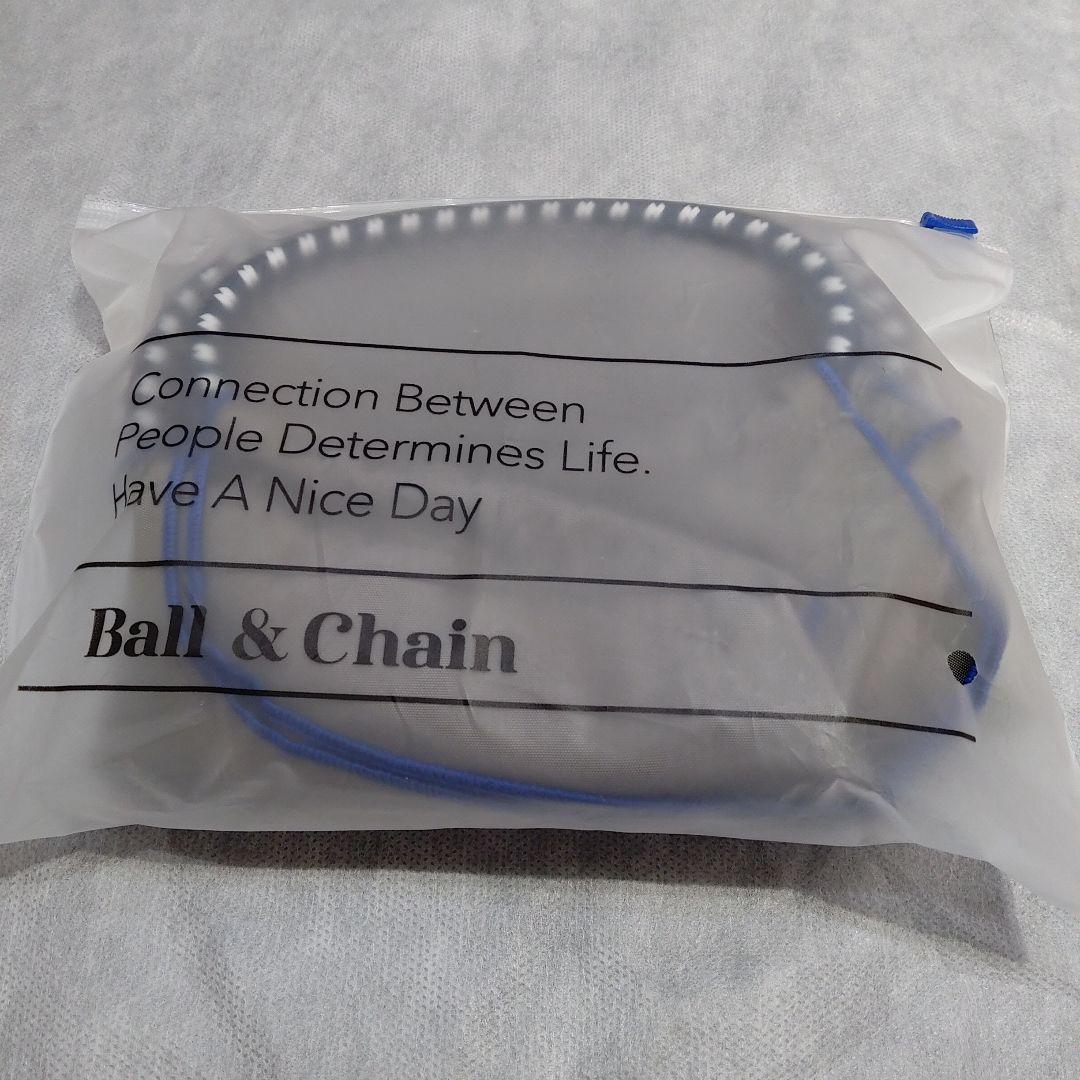 Connection Between
People Determines Life.
Have A Nice Day
Ball & Chain